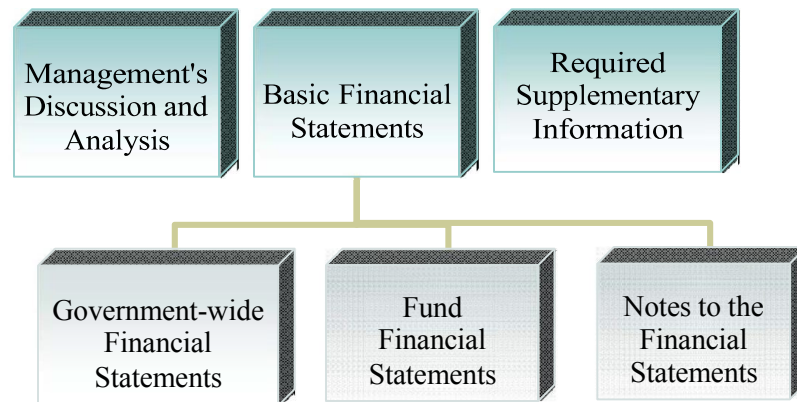 Management's
Discussion and
Analysis
Basic Financial
Statements
Required
Supplementary
Information
Government-wide
Financial
Statements
Fund
Financial
Statements
Notes to the
Financial
Statements